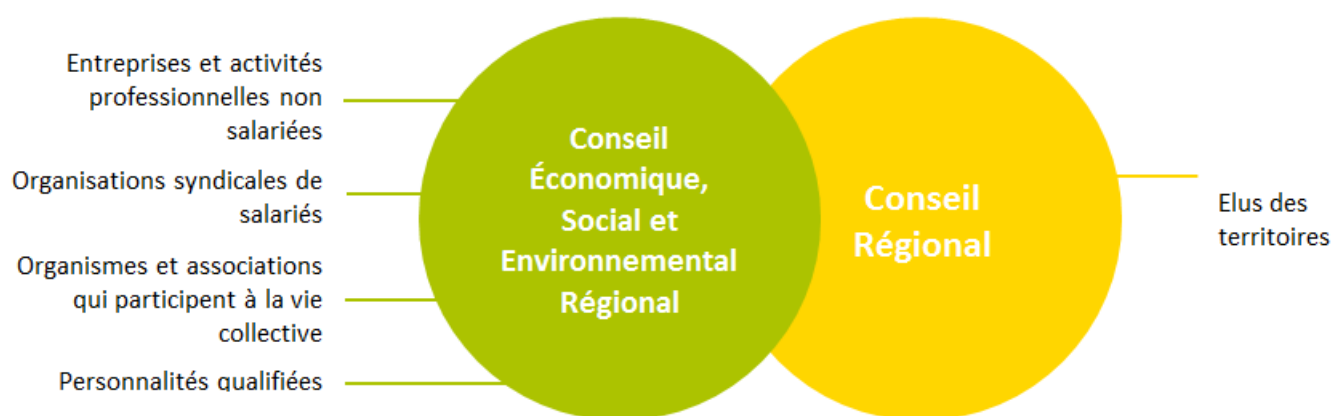 Entreprises et activités
professionnelles non
salariées
Organisations syndicales de
salariés
Organismes et associations
qui participent à la vie
collective
Personnalités qualifiées
Conseil
Économique,
Social et
Environnemental
Régional
Conseil
Régional
Elus des
territoires